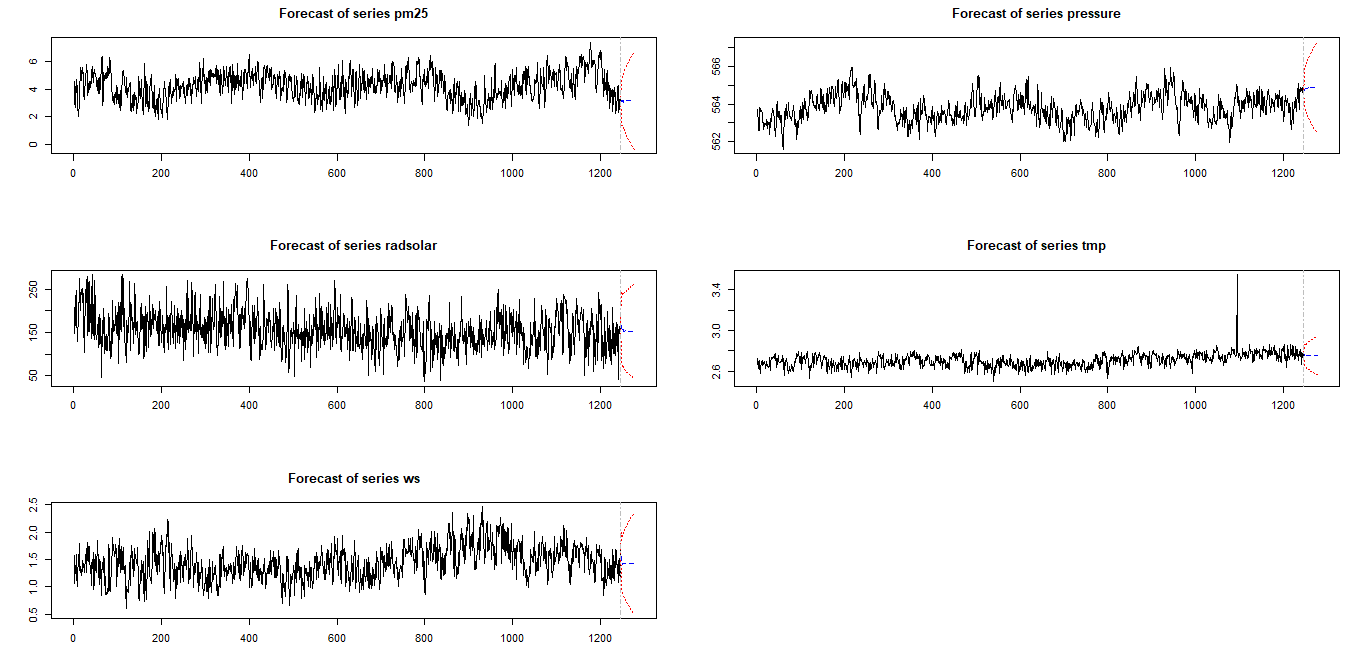 Forecast of series pm25
6
4
2
0
0 200 400 600 800 1000 1200
Forecast of series pressure
566
564
562
0 200 400 600 800 1000 1200
Forecast of series radsolar
250
150
50
0 200 400 600 800 1000 1200
Forecast of series tmp
3.4
3.0
2.6
0 200 400 600 800 1000 1200
Forecast of series ws
2.5
2.0
1.5
1.0
0.5
0 200 400 600 800 1000 1200